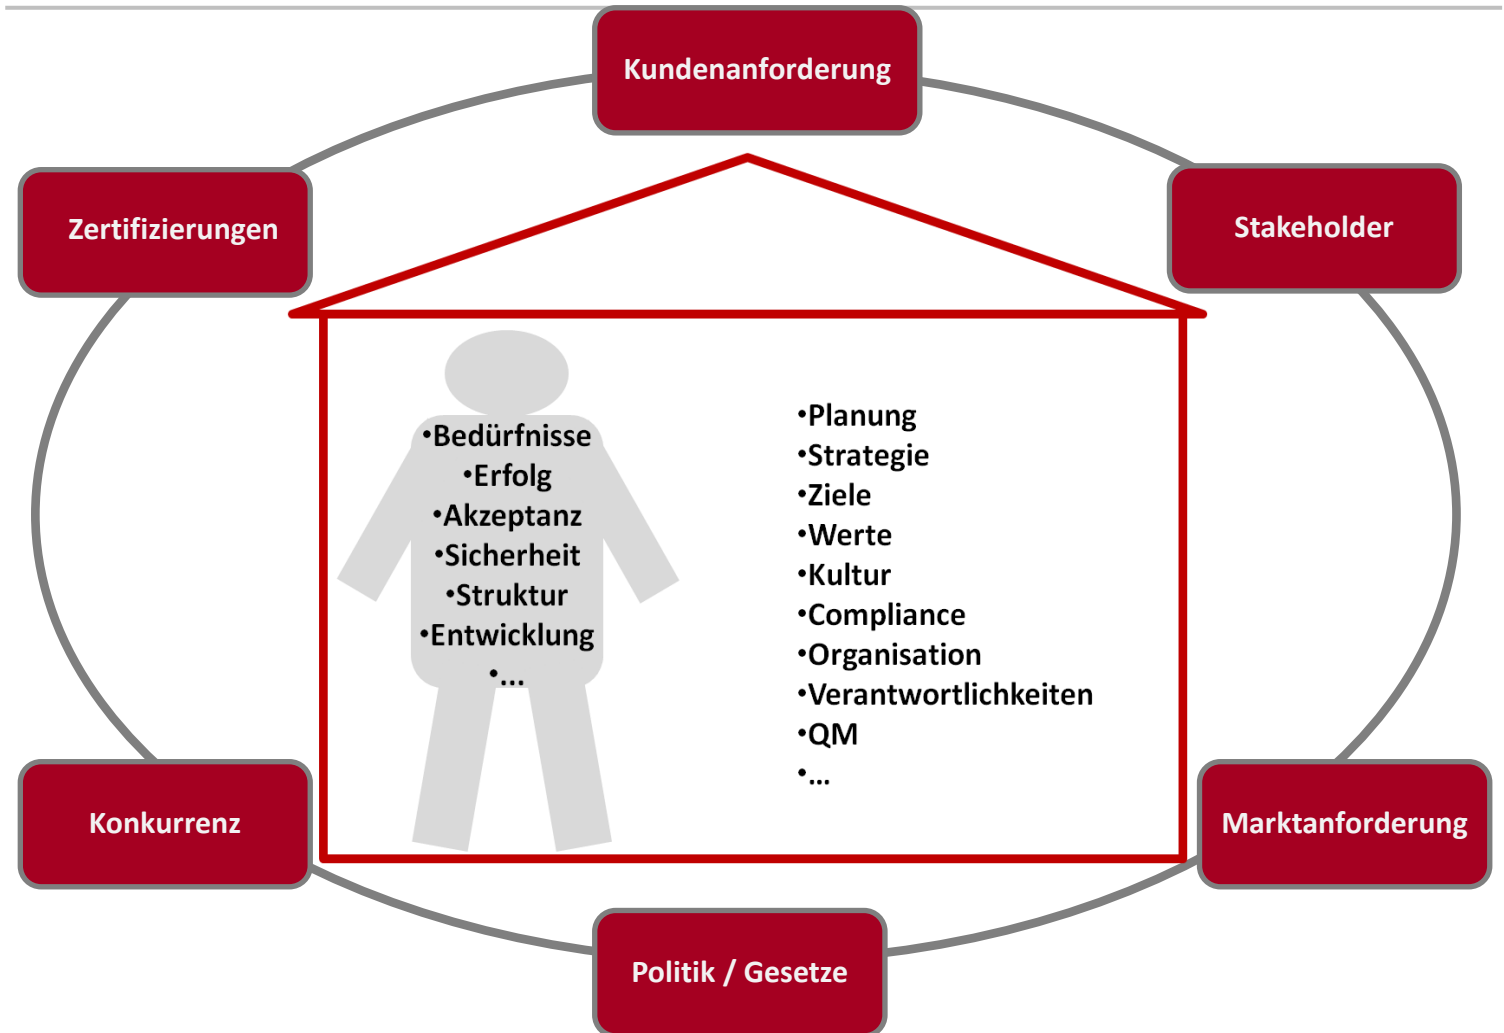 Kundenanforderung
Zertifizierungen
Stakeholder
•Bedürfnisse
•Erfolg
•Akzeptanz
•Sicherheit
•Struktur
•Entwicklung
•...
•Planung
•Strategie
•Ziele
•Werte
•Kultur
•Compliance
•Organisation
•Verantwortlichkeiten
•QM
•...
Konkurrenz
Marktanforderung
Politik / Gesetze